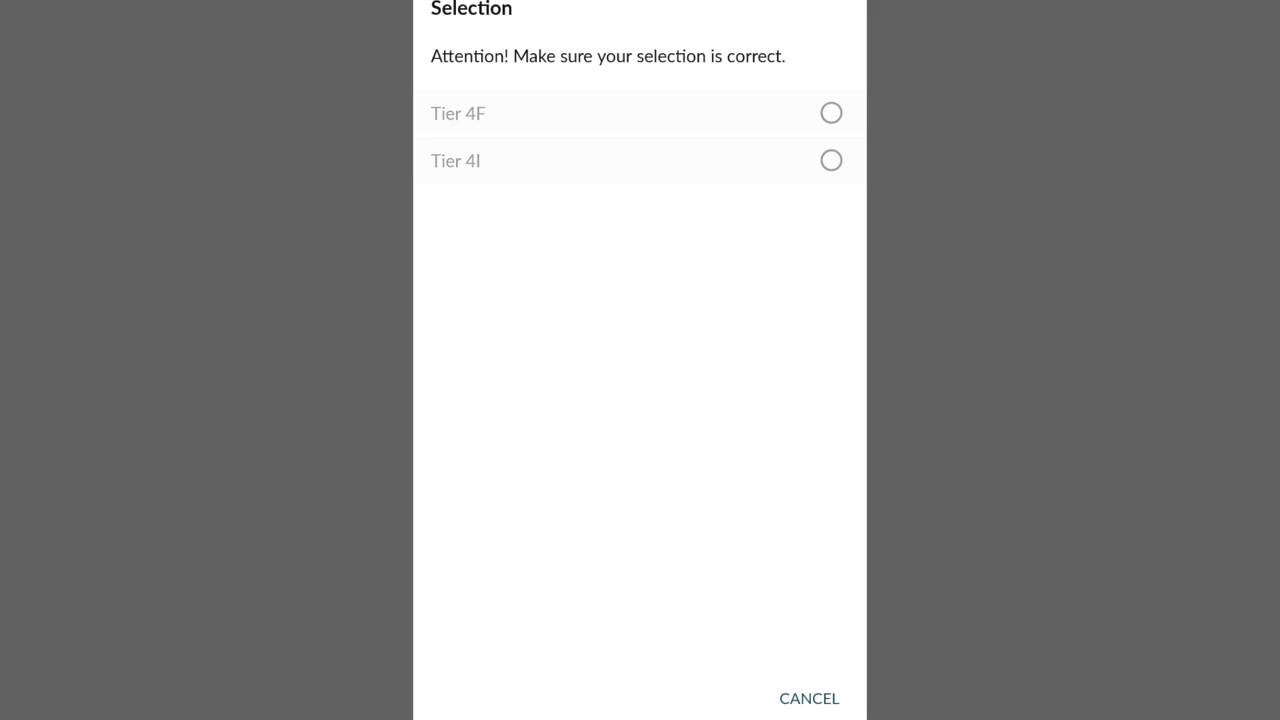 Selection
Attention! Make sure your selection is correct.
Tier 4F
Tier 4I
CANCEL